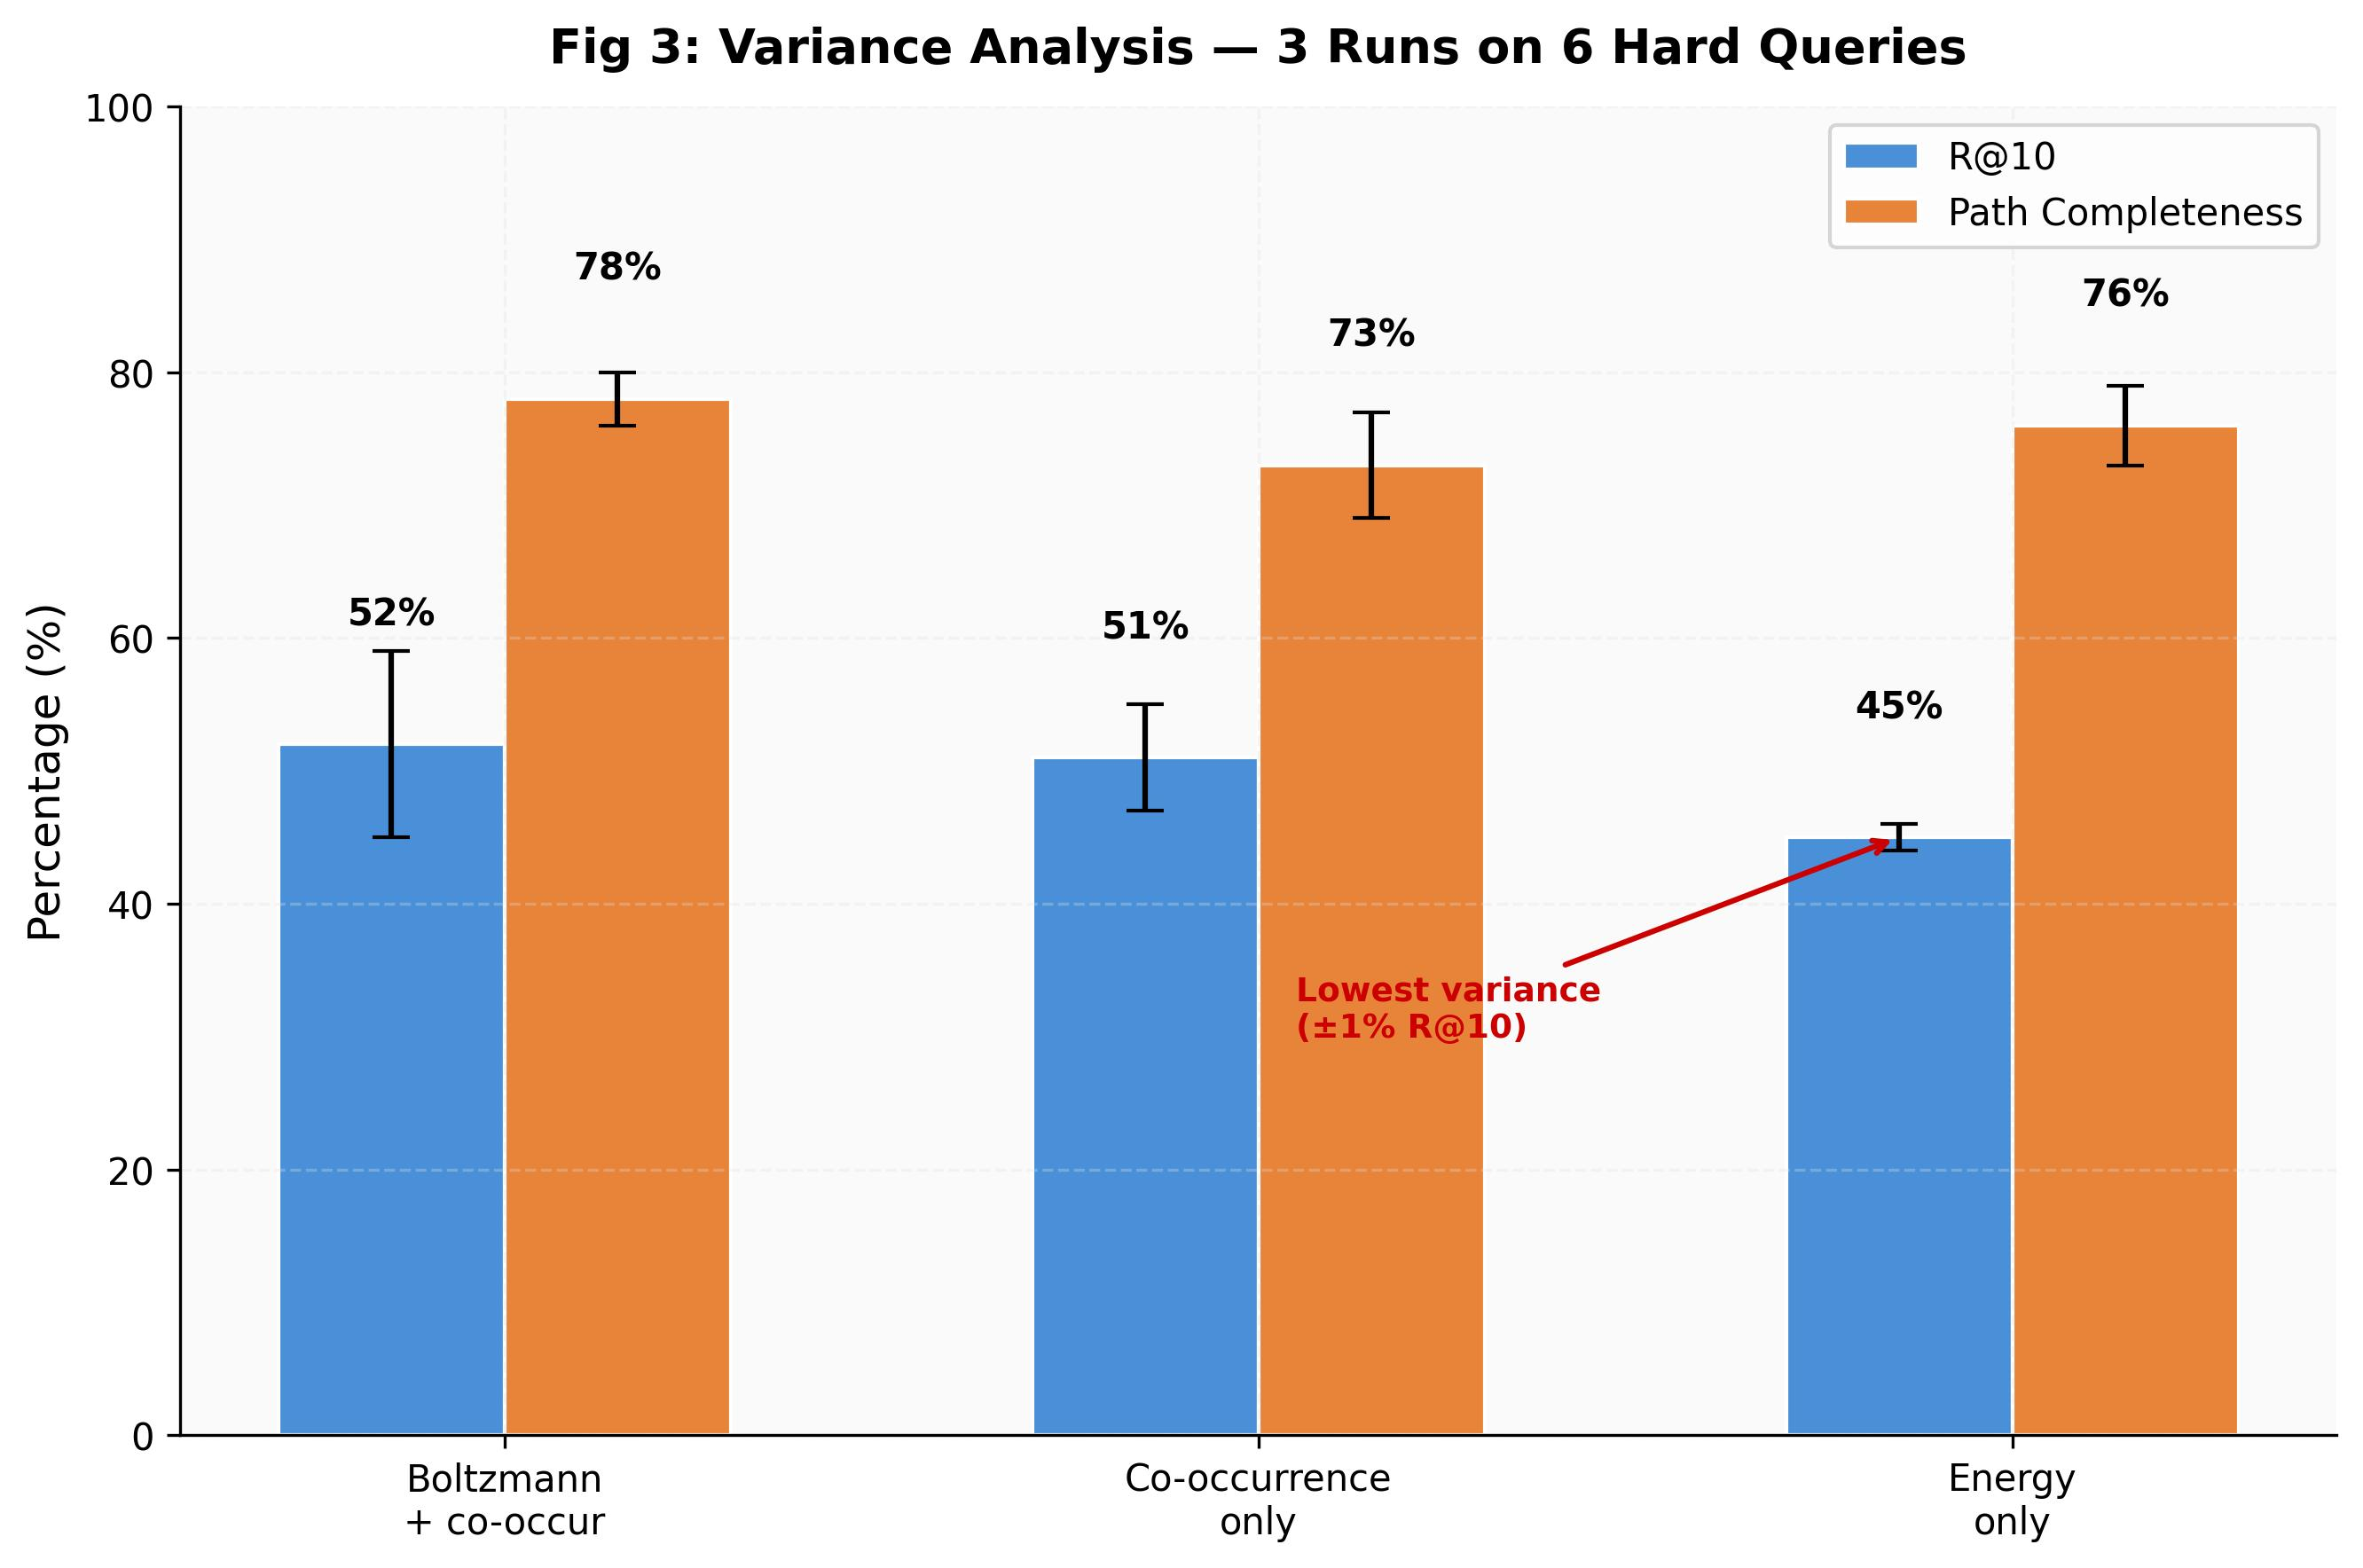 Fig 3: Variance Analysis — 3 Runs on 6 Hard Queries
100
80
60
40
20
0
Percentage (%)
R@10
Path Completeness
52%
78%
51%
73%
45%
76%
Lowest variance
(±1% R@10)
Boltzmann
+ co-occur
Co-occurrence
only
Energy
only